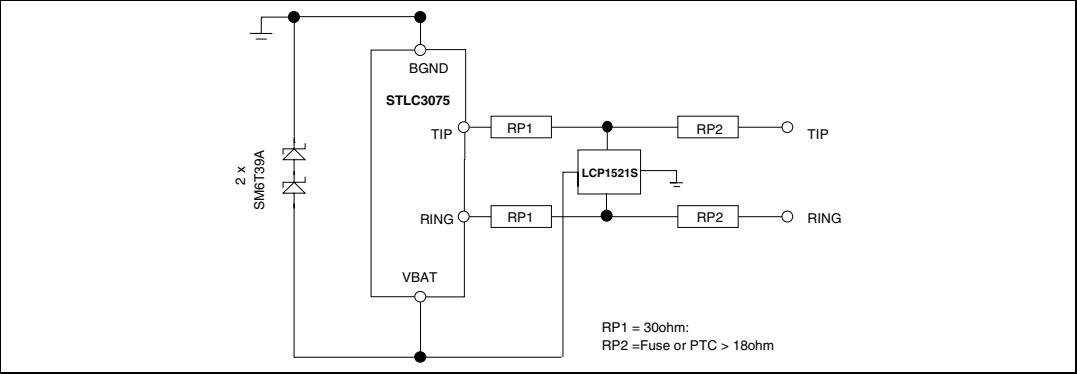 BGND
STLC3075
TIP
RP1
RP2
TIP
2 x
SM6T39A
LCP1521S
RING
RP1
RP2
RING
VBAT
RP1 = 30ohm:
RP2 =Fuse or PTC > 18ohm